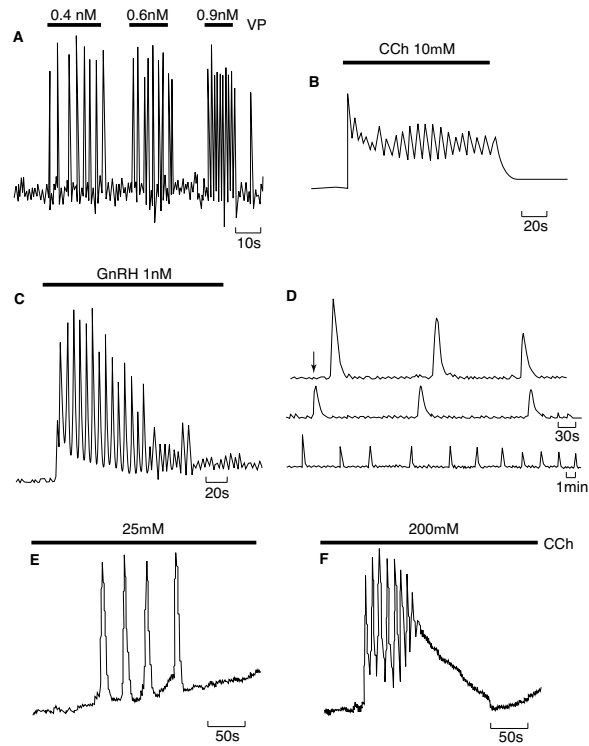 0.4 nM 0.6nM 0.9nM VP
A
10s
CCh 10mM
B
20s
GnRH 1nM
C
20s
D
30s
1min
25mM
E
50s
200mM CCh
F
50s